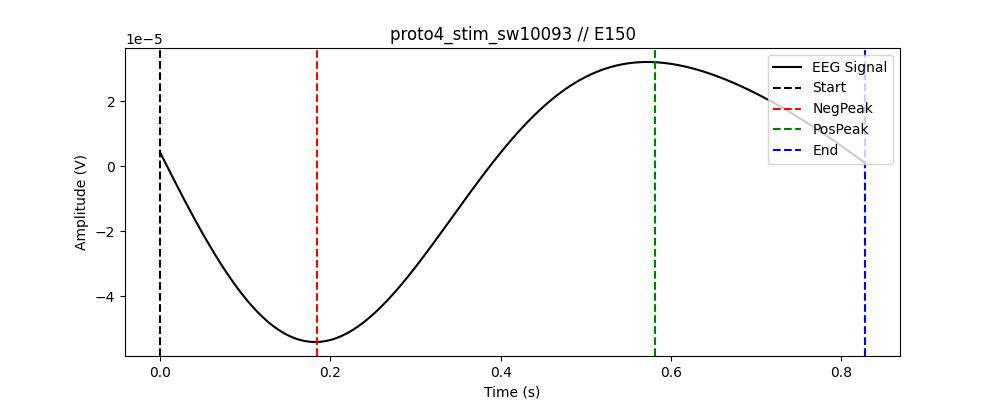 proto4_stim_sw10093 // E150
1e−5
EEG Signal
Start
NegPeak
PosPeak
End
2
0
−2
−4
Amplitude (V)
0.0 0.2 0.4 0.6 0.8
Time (s)